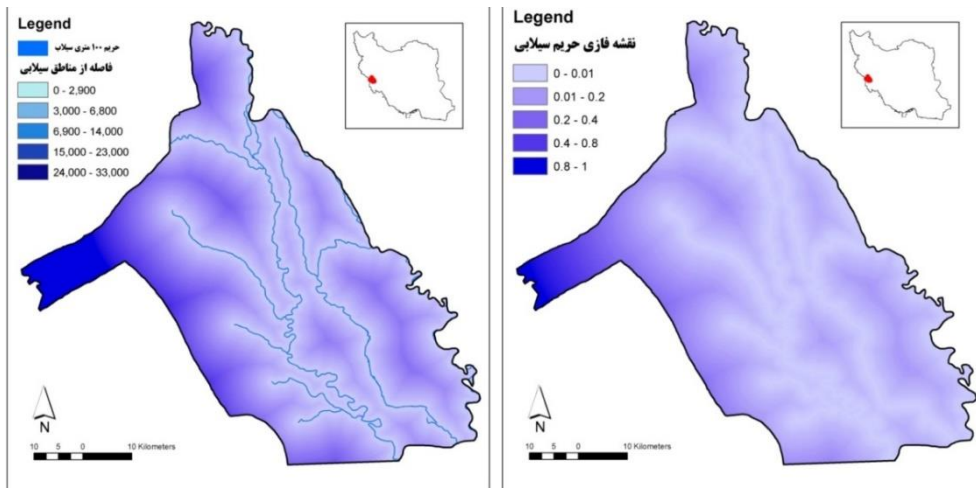 Legend
حریم ۱۰۰ متری سیلاب
فاصله از مناطق سیلابی
0 - 2,900
3,000 - 6,800
6,900 - 14,000
15,000 - 23,000
24,000 - 33,000
N
10 5 0 10 Kilometers
Legend
نقشه فازی حریم سیلابی
0 - 0.01
0.01 - 0.2
0.2 - 0.4
0.4 - 0.8
0.8 - 1
N
10 5 0 10 Kilometers